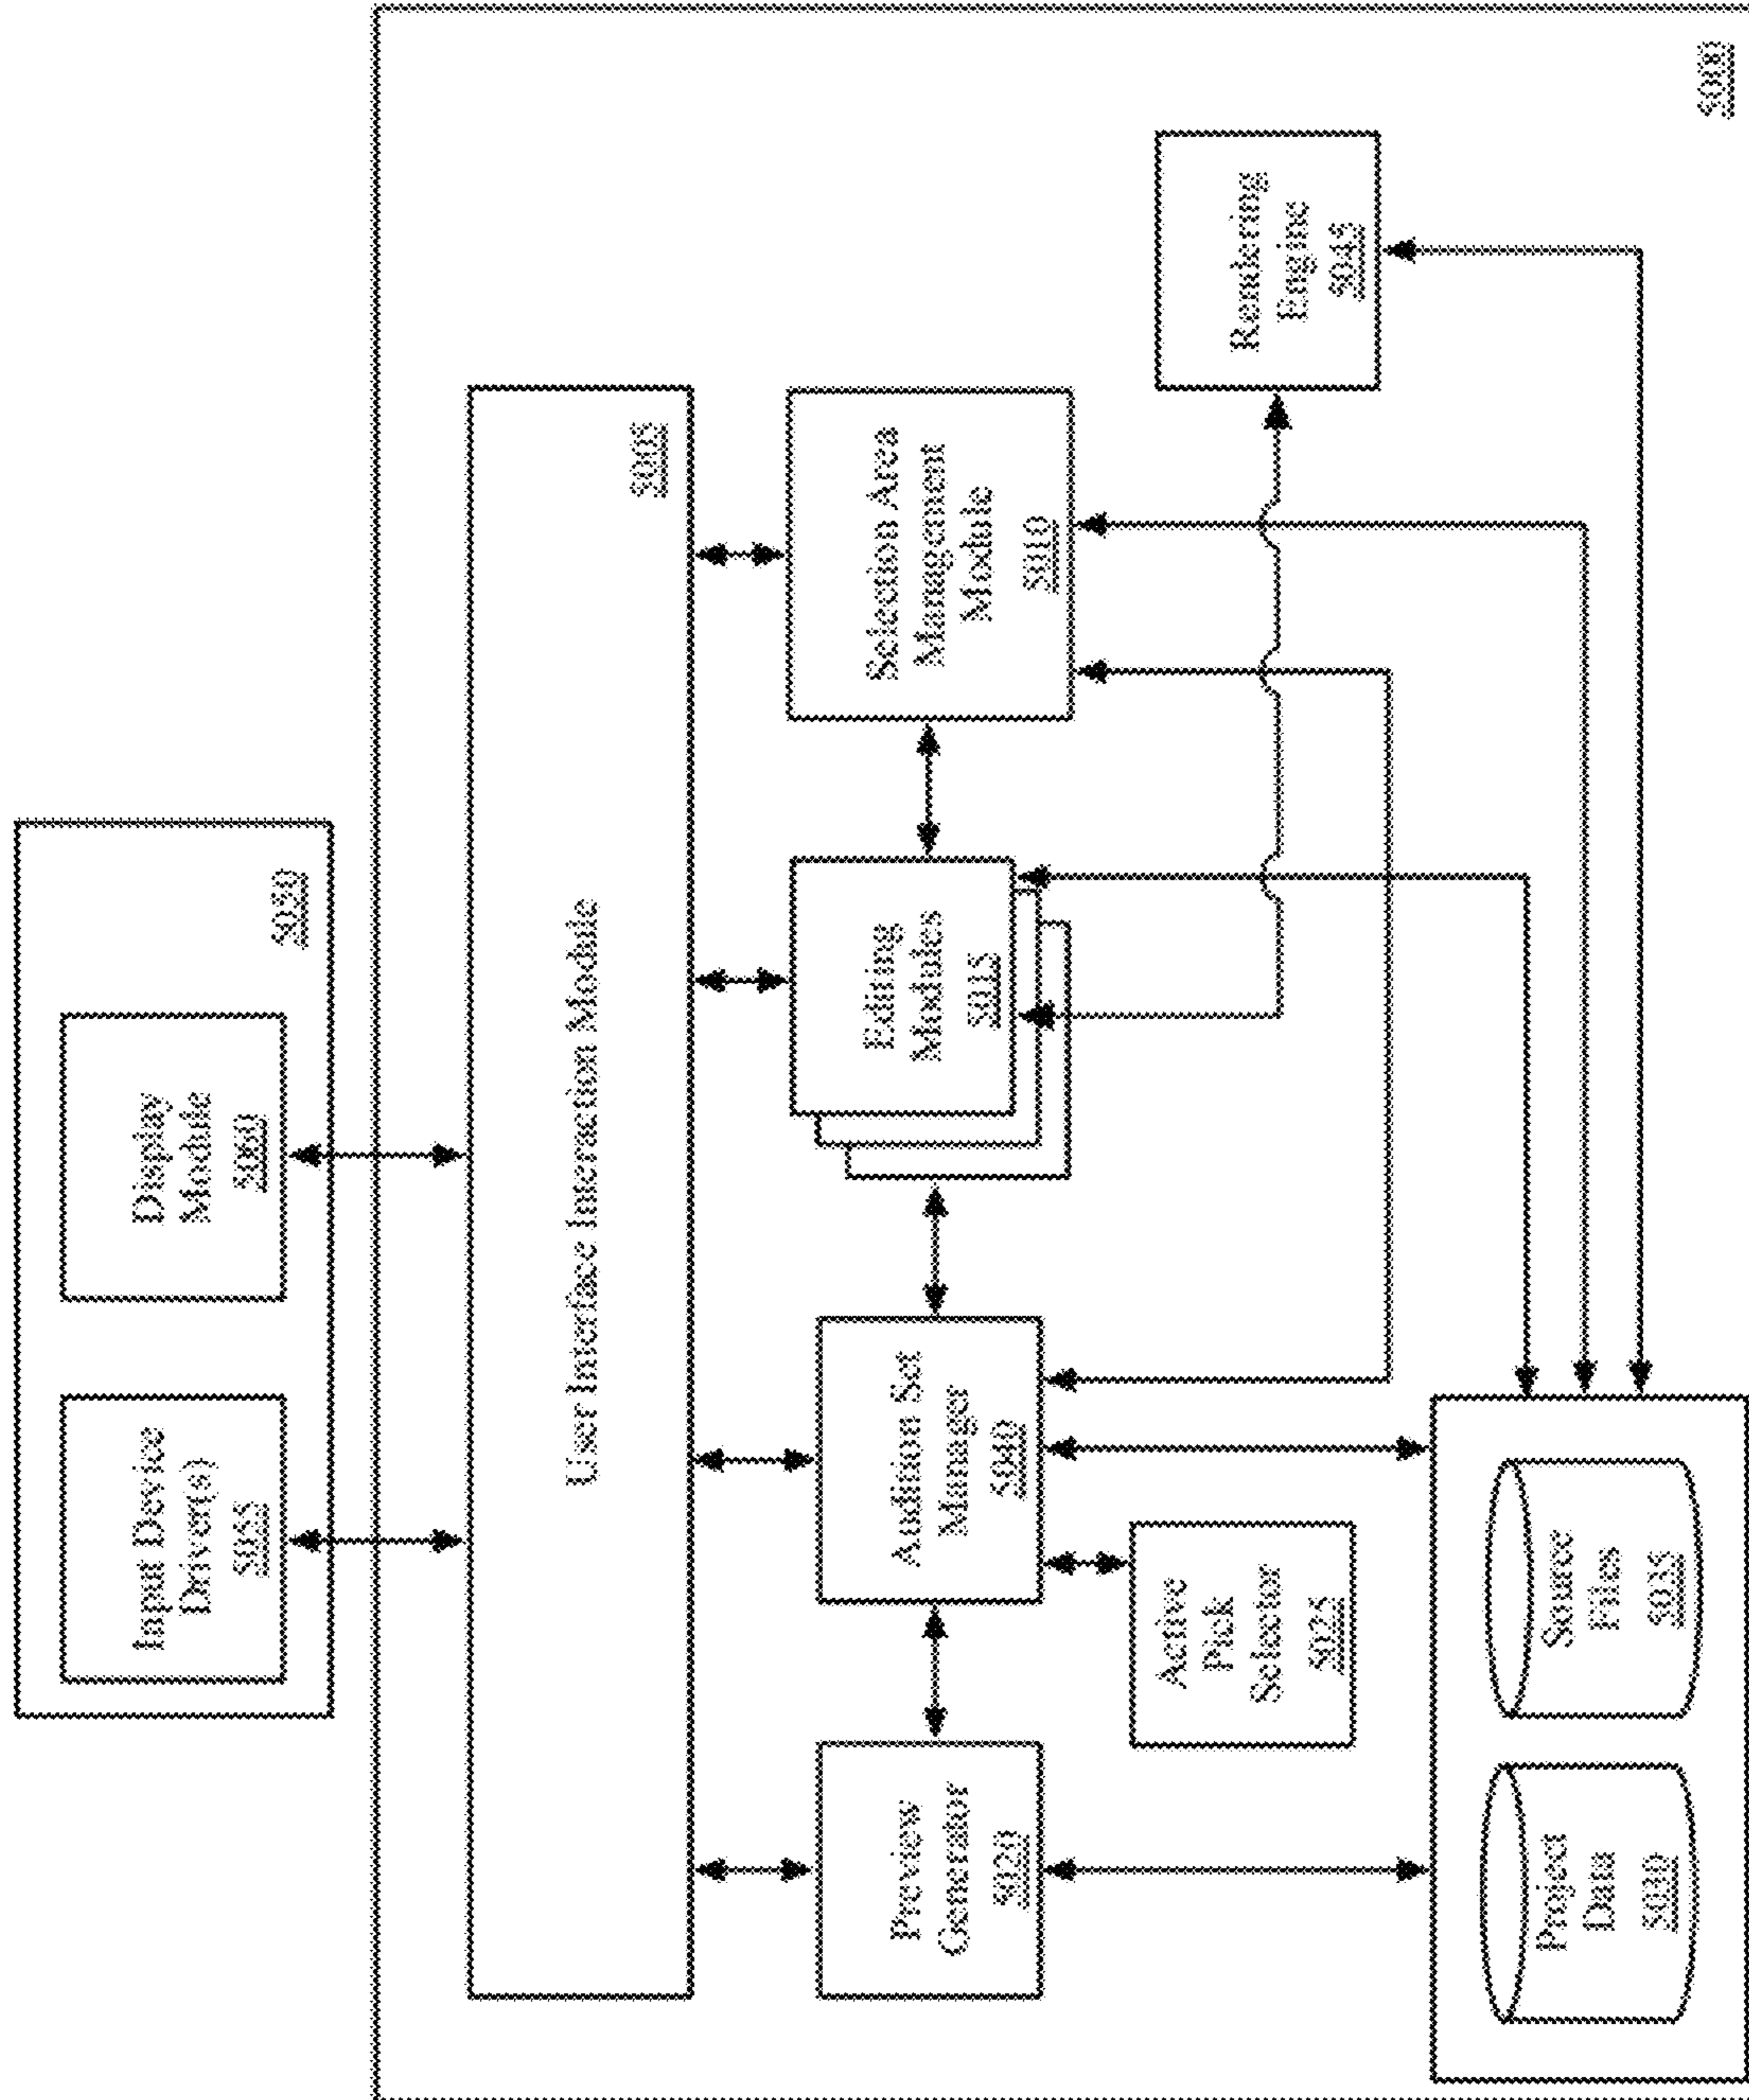 Input Device
Driver(s)
5055
Display
Module
5060
5050
User Interface Interaction Module
5005
Preview
Generator
5020
Audition Set
Manager
5040
Editing
Modules
5015
Selection Area
Management
Module
5010
Active
Pick
Selector
5025
Rendering
Engine
5045
Project
Data
5030
Source
Files
5035
5000